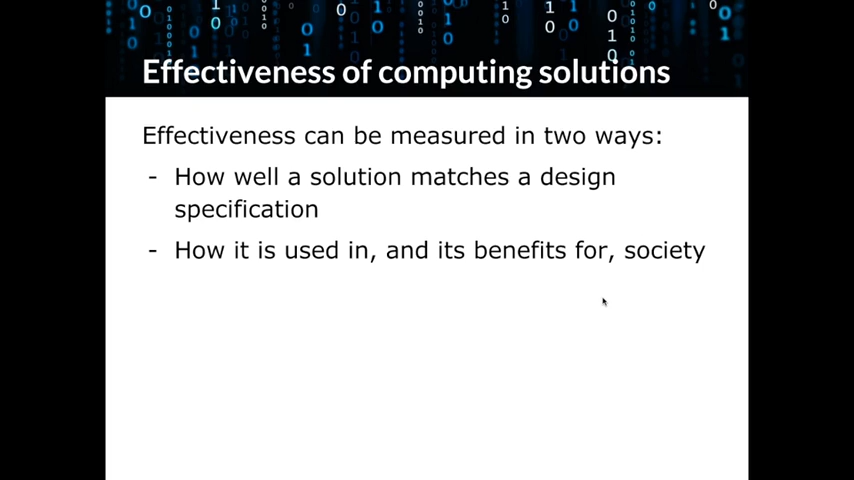 Effectiveness of computing solutions
Effectiveness can be measured in two ways:
- How well a solution matches a design
specification
- How it is used in, and its benefits for, society